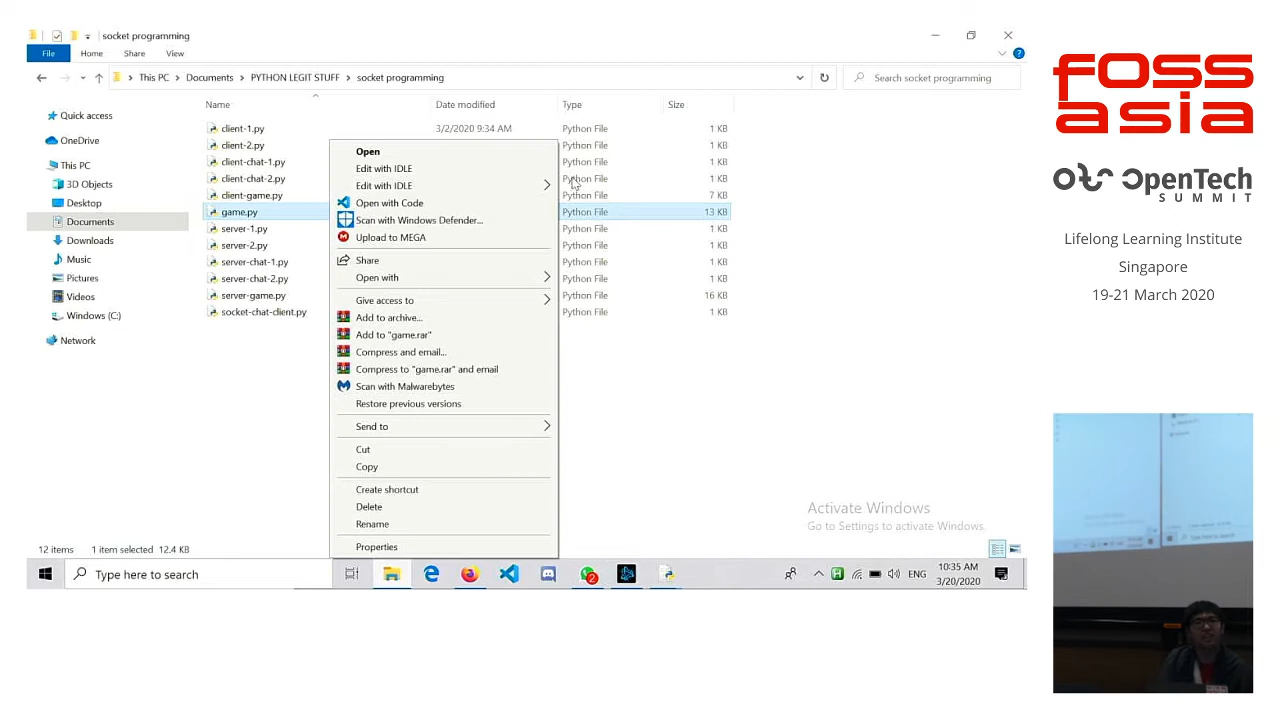 socket programming
File Home Share View
This PC Documents PYTHON LEGIT STUFF socket programming
Search socket programming
Name Date modified Type Size
Quick access
OneDrive
This PC
3D Objects
Desktop
Documents
Downloads
Music
Pictures
Videos
Windows (C:)
Network
client-1.py 3/2/2020 9:34 AM Python File 1 KB
client-2.py Python File 1 KB
client-chat-1.py Python File 1 KB
client-chat-2.py Python File 1 KB
client-game.py Python File 7 KB
game.py Python File 13 KB
server-1.py Python File 1 KB
server-2.py Python File 1 KB
server-chat-1.py Python File 1 KB
server-chat-2.py Python File 1 KB
server-game.py Python File 16 KB
socket-chat-client.py Python File 1 KB
Open
Edit with IDLE
Edit with IDLE
Open with Code
Scan with Windows Defender...
Upload to MEGA
Share
Open with
Give access to
Add to archive...
Add to "game.rar"
Compress and email...
Compress to "game.rar" and email
Scan with Malwarebytes
Restore previous versions
Send to
Cut
Copy
Create shortcut
Delete
Rename
Properties
Activate Windows
Go to Settings to activate Windows.
12 items 1 item selected 12.4 KB
Type here to search
2
ENG
10:35 AM
3/20/2020
FOSS
asia
OpenTech
SUMMIT
Lifelong Learning Institute
Singapore
19-21 March 2020